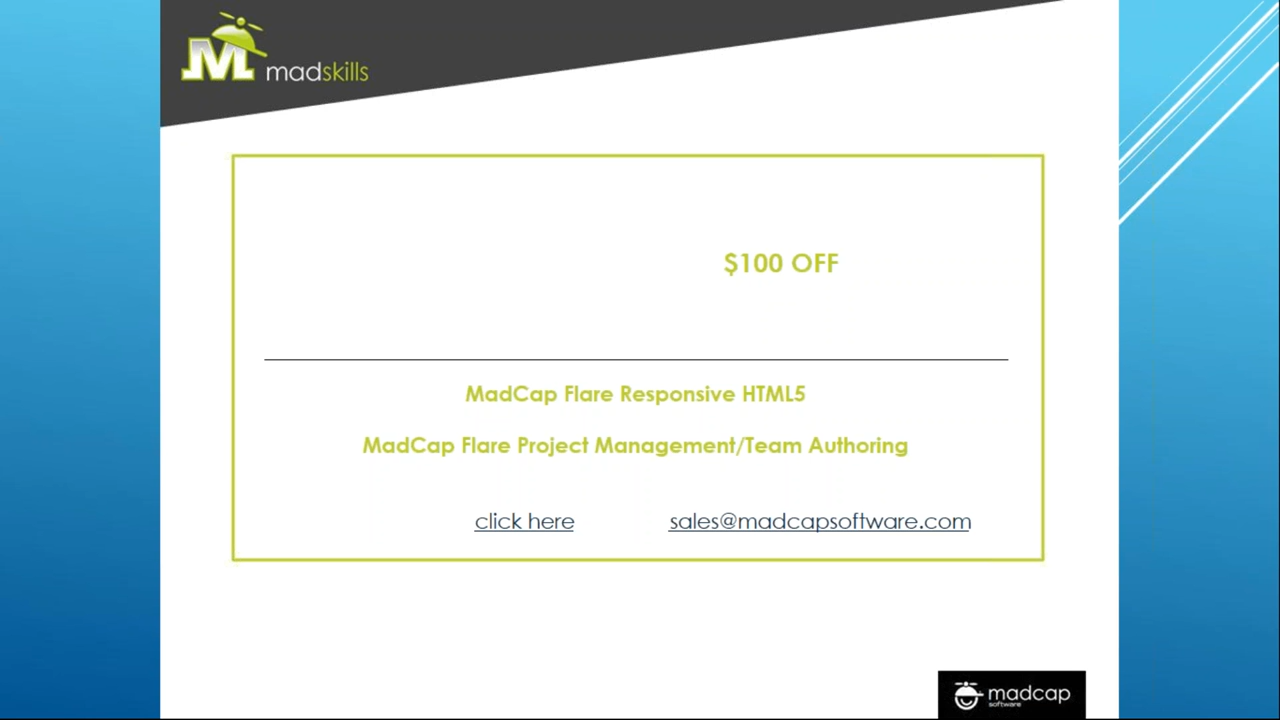 madskills
$100 OFF
MadCap Flare Responsive HTML5
MadCap Flare Project Management/Team Authoring
click here sales@madcapsoftware.com
madcap
software